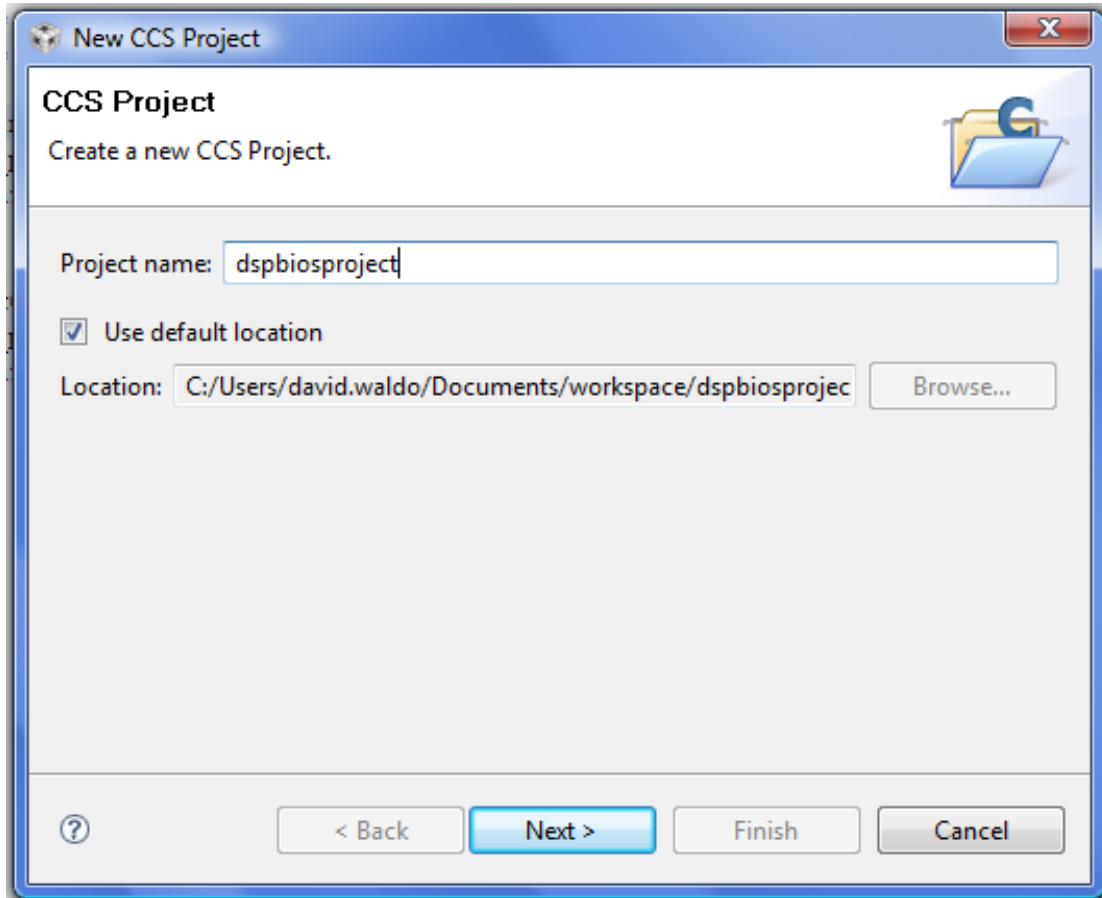 New CCS Project
CCS Project
Create a new CCS Project.
Project name: dspbiosproject
Use default location
Location: C:/Users/david.waldo/Documents/workspace/dspbiosprojec Browse...
< Back Next > Finish Cancel